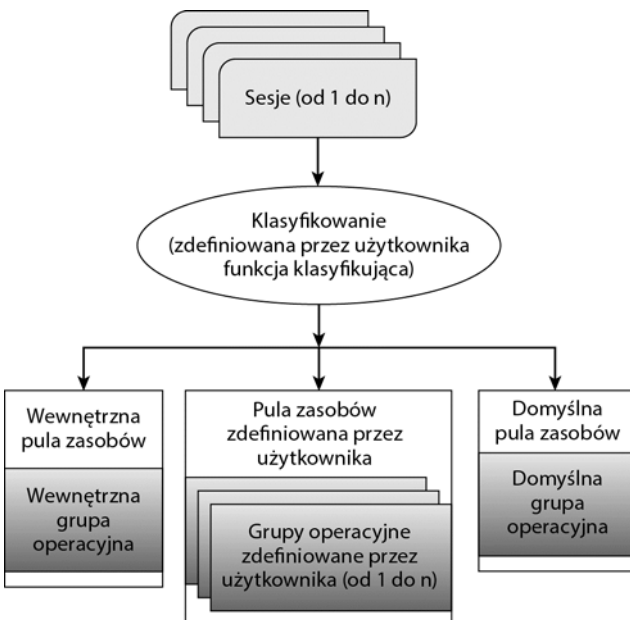 Sesje (od 1 do n)
Klasyfikowanie
(zdefiniowana przez użytkownika
funkcja klasyfikująca)
Wewnętrzna
pula zasobów
Wewnętrzna
grupa
operacyjna
Pula zasobów
zdefiniowana przez
użytkownika
Grupy operacyjne
zdefiniowane przez
użytkownika (od 1 do n)
Domyślna
pula zasobów
Domyślna
grupa
operacyjna